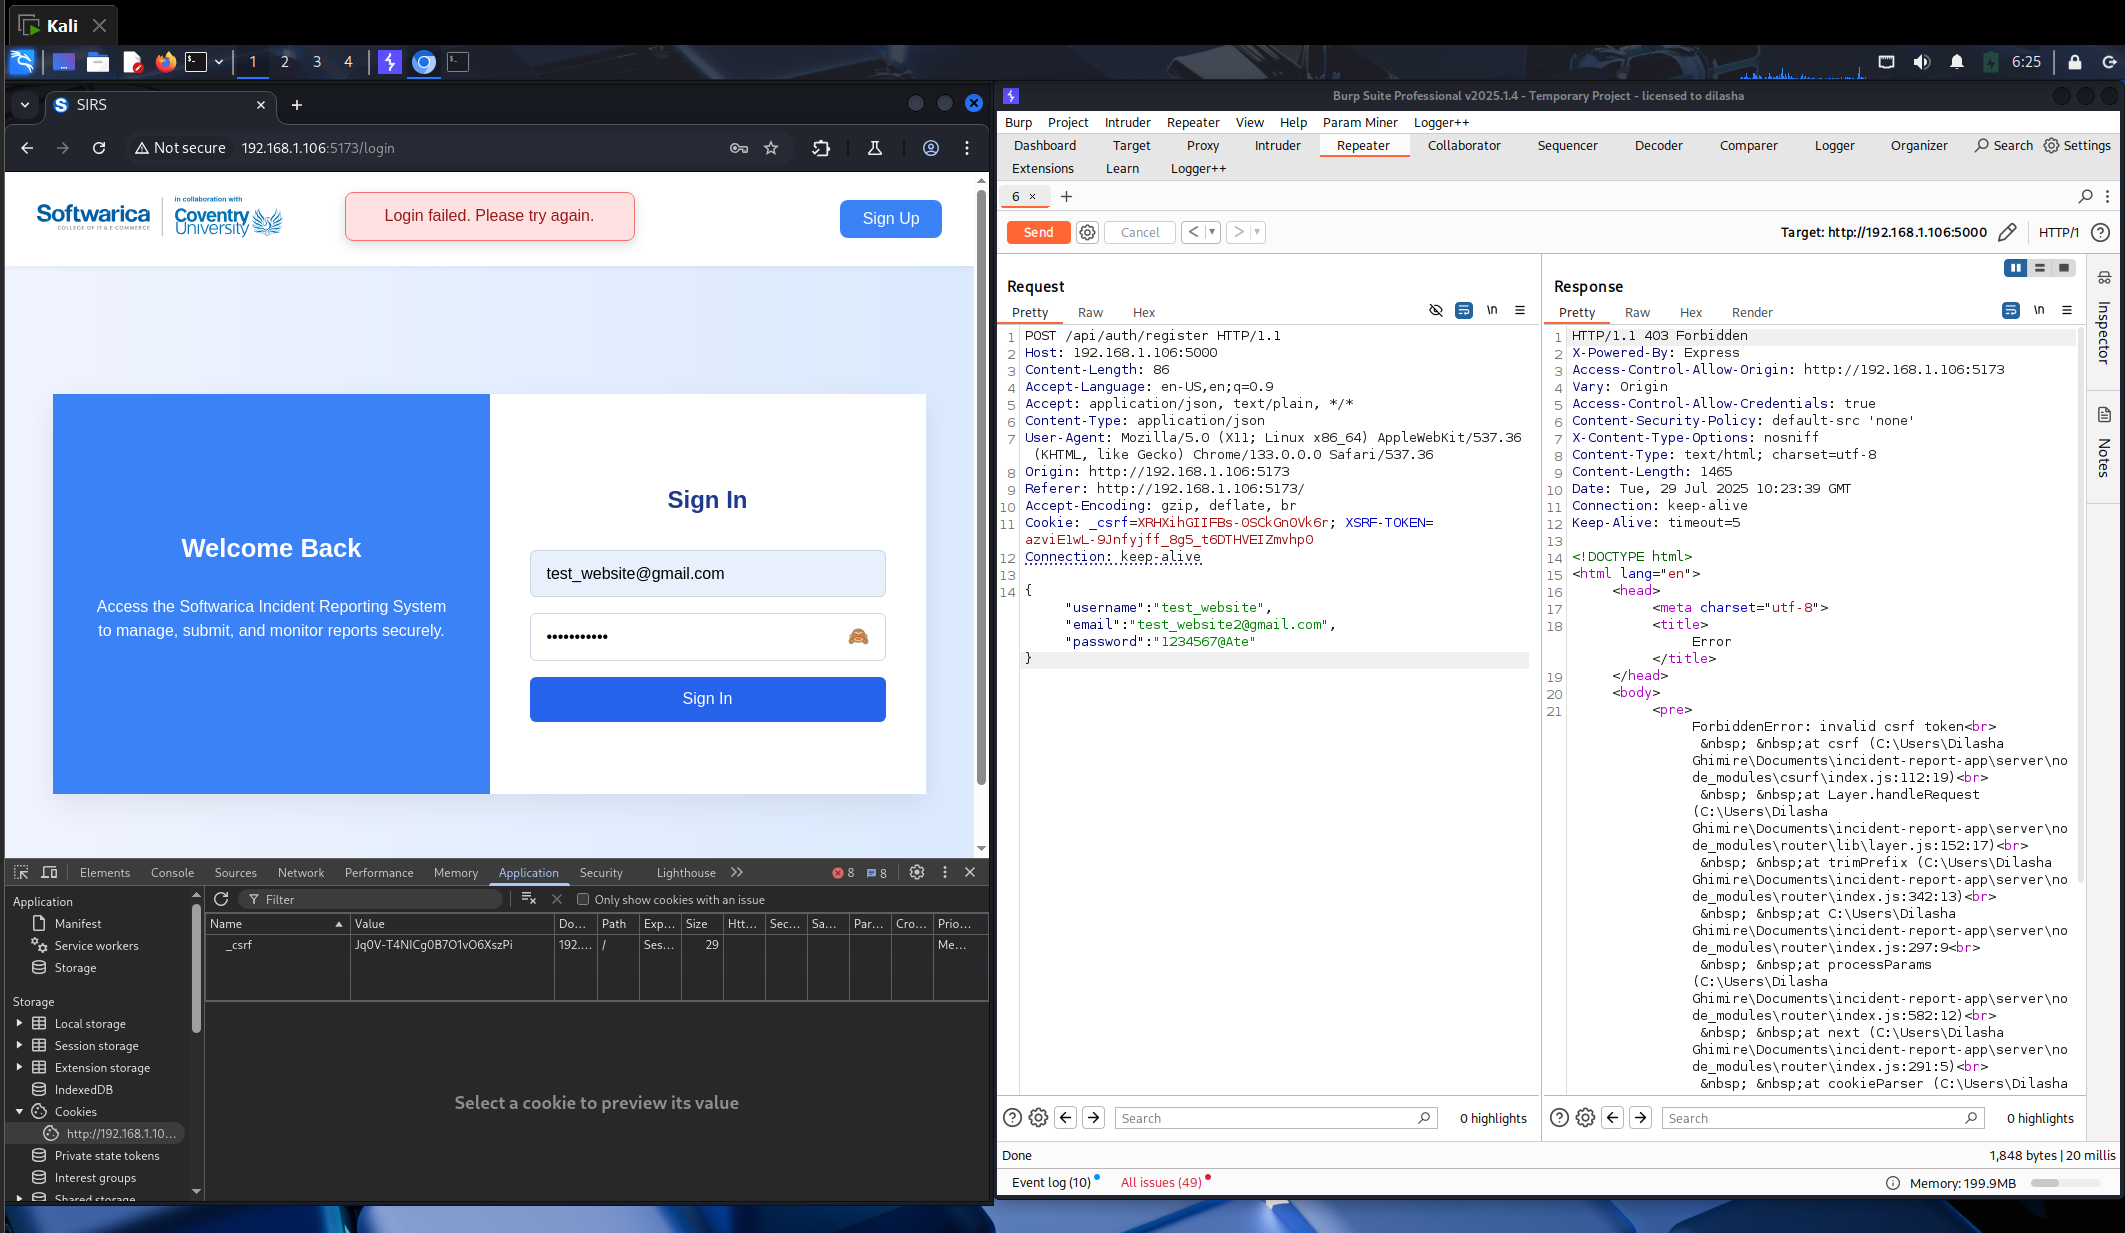 Kali
1 2 3 4
6:25
SIRS
Not secure 192.168.1.106:5173/login
Softwarica
COLLEGE OF IT & E-COMMERCE
in collaboration with
Coventry
University
Login failed. Please try again.
Sign Up
Welcome Back
Access the Softwarica Incident Reporting System
to manage, submit, and monitor reports securely.
Sign In
test_website@gmail.com
•••••••••••
Sign In
Elements Console Sources Network Performance Memory Application Security Lighthouse 8 8
Application
Manifest
Service workers
Storage
Storage
Local storage
Session storage
Extension storage
IndexedDB
Cookies
http://192.168.1.10...
Private state tokens
Interest groups
Shared storage
Filter
Only show cookies with an issue
Name Value Do... Path Exp... Size Htt... Sec... Sa... Par... Cro... Prio...
_csrf Jq0V-T4NICg0B7O1vO6XszPi 192.... / Ses... 29 Me...
Select a cookie to preview its value
Burp Suite Professional v2025.1.4 - Temporary Project - licensed to dilasha
Burp Project Intruder Repeater View Help Param Miner Logger++
Dashboard Target Proxy Intruder Repeater Collaborator Sequencer Decoder Comparer Logger Organizer Search Settings
Extensions Learn Logger++
6 × +
Send Cancel < >
Target: http://192.168.1.106:5000 HTTP/1
Request
Pretty Raw Hex
\n
1 POST /api/auth/register HTTP/1.1
2 Host: 192.168.1.106:5000
3 Content-Length: 86
4 Accept-Language: en-US,en;q=0.9
5 Accept: application/json, text/plain, */*
6 Content-Type: application/json
7 User-Agent: Mozilla/5.0 (X11; Linux x86_64) AppleWebKit/537.36
(KHTML, like Gecko) Chrome/133.0.0.0 Safari/537.36
8 Origin: http://192.168.1.106:5173
9 Referer: http://192.168.1.106:5173/
10 Accept-Encoding: gzip, deflate, br
11 Cookie: _csrf=XRHXihGIIFBs-OSCkGnOVk6r; XSRF-TOKEN=
azviE1wL-9Jnfyjff_8g5_t6DTHVEIZmvhp0
12 Connection: keep-alive
13
14 {
"username":"test_website",
"email":"test_website2@gmail.com",
"password":"1234567@Ate"
}
Search
0 highlights
Response
Pretty Raw Hex Render
\n
1 HTTP/1.1 403 Forbidden
2 X-Powered-By: Express
3 Access-Control-Allow-Origin: http://192.168.1.106:5173
4 Vary: Origin
5 Access-Control-Allow-Credentials: true
6 Content-Security-Policy: default-src 'none'
7 X-Content-Type-Options: nosniff
8 Content-Type: text/html; charset=utf-8
9 Content-Length: 1465
10 Date: Tue, 29 Jul 2025 10:23:39 GMT
11 Connection: keep-alive
12 Keep-Alive: timeout=5
13
14 <!DOCTYPE html>
15 <html lang="en">
16 <head>
17 <meta charset="utf-8">
18 <title>
Error
</title>
19 </head>
20 <body>
21 <pre>
ForbiddenError: invalid csrf token<br>
&nbsp; &nbsp;at csrf (C:\Users\Dilasha
Ghimire\Documents\incident-report-app\server\no
de_modules\csurf\index.js:112:19)<br>
&nbsp; &nbsp;at Layer.handleRequest
(C:\Users\Dilasha
Ghimire\Documents\incident-report-app\server\no
de_modules\router\lib\layer.js:152:17)<br>
&nbsp; &nbsp;at trimPrefix (C:\Users\Dilasha
Ghimire\Documents\incident-report-app\server\no
de_modules\router\index.js:342:13)<br>
&nbsp; &nbsp;at C:\Users\Dilasha
Ghimire\Documents\incident-report-app\server\no
de_modules\router\index.js:297:9<br>
&nbsp; &nbsp;at processParams
(C:\Users\Dilasha
Ghimire\Documents\incident-report-app\server\no
de_modules\router\index.js:582:12)<br>
&nbsp; &nbsp;at next (C:\Users\Dilasha
Ghimire\Documents\incident-report-app\server\no
de_modules\router\index.js:291:5)<br>
&nbsp; &nbsp;at cookieParser (C:\Users\Dilasha
Search
0 highlights
Inspector
Notes
Done
1,848 bytes | 20 millis
Event log (10) All issues (49)
Memory: 199.9MB